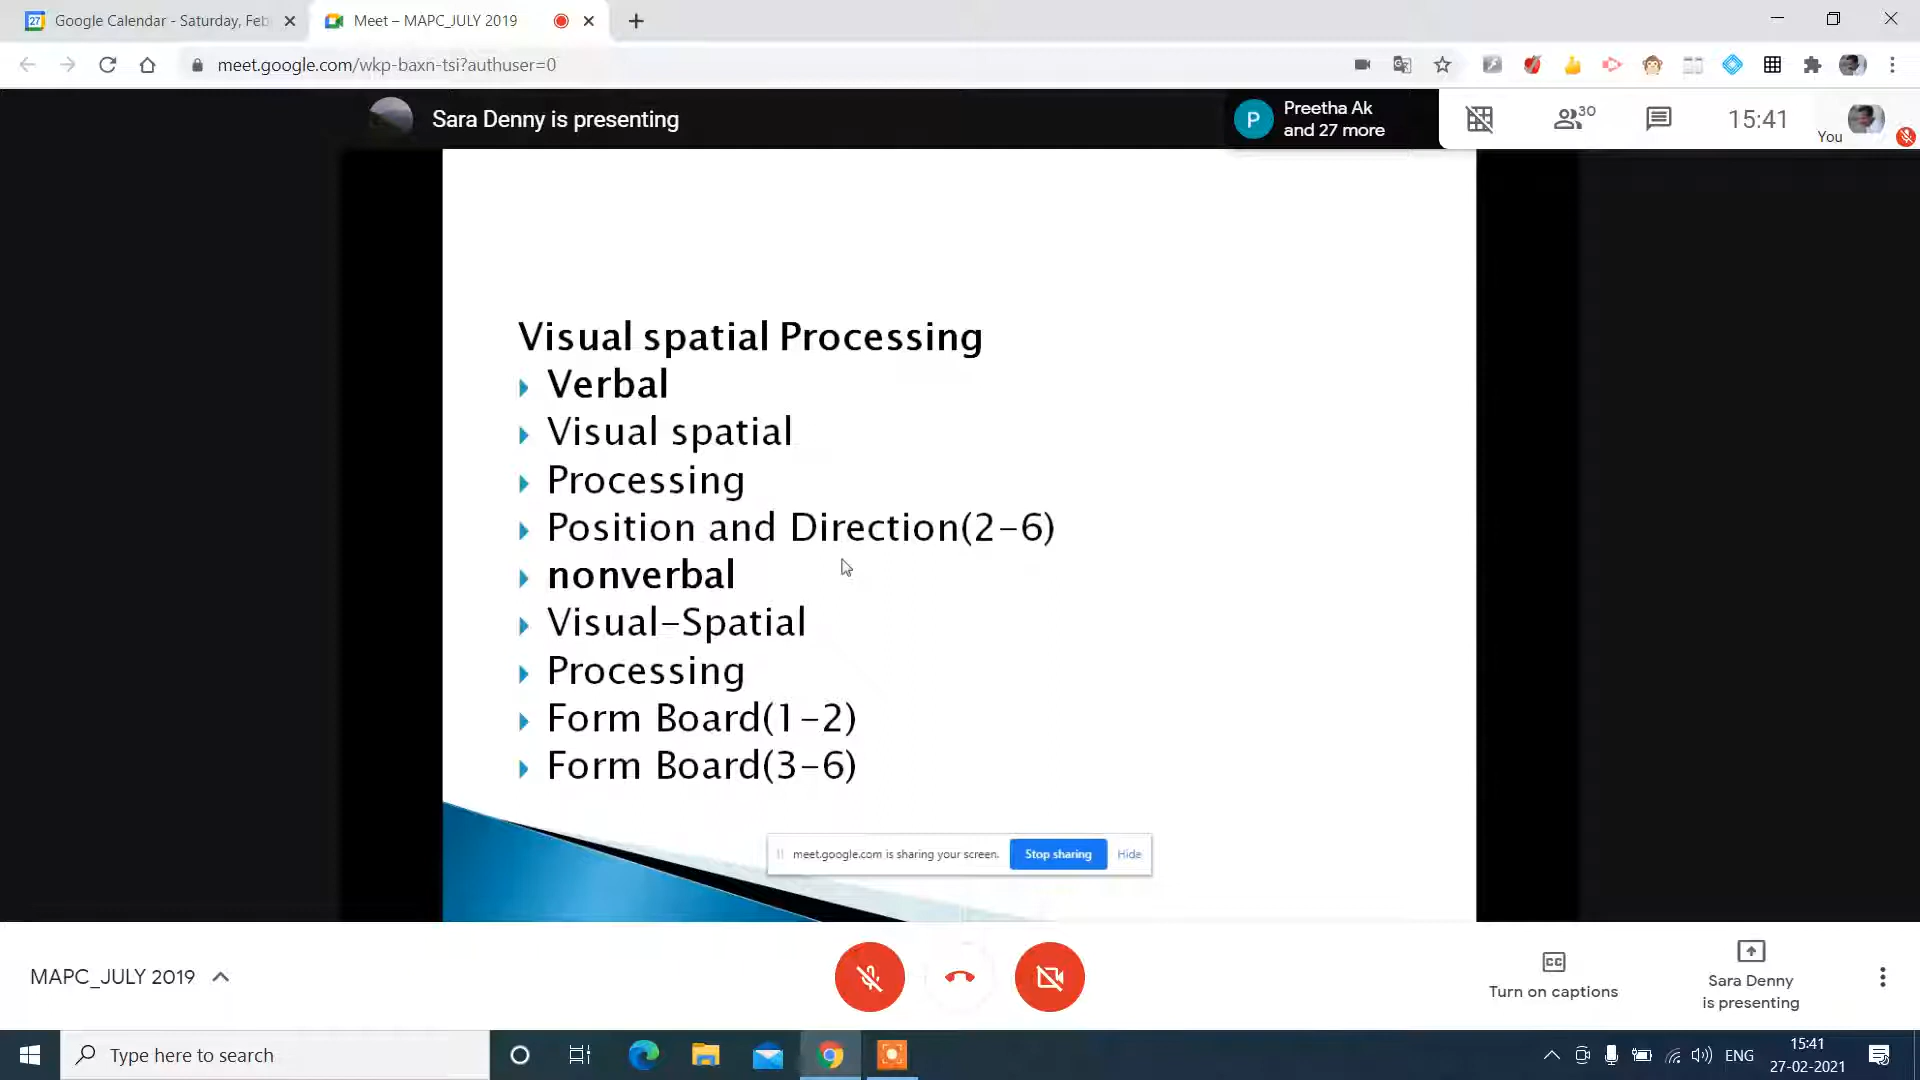 Google Calendar - Saturday, Feb
Meet – MAPC_JULY 2019
meet.google.com/wkp-baxn-tsi?authuser=0
Sara Denny is presenting
P
Preetha Ak
and 27 more
30
15:41
You
Visual spatial Processing
Verbal
Visual spatial
Processing
Position and Direction(2-6)
nonverbal
Visual-Spatial
Processing
Form Board(1-2)
Form Board(3-6)
meet.google.com is sharing your screen.
Stop sharing
Hide
MAPC_JULY 2019
CC
Turn on captions
Sara Denny
is presenting
Type here to search
ENG
15:41
27-02-2021